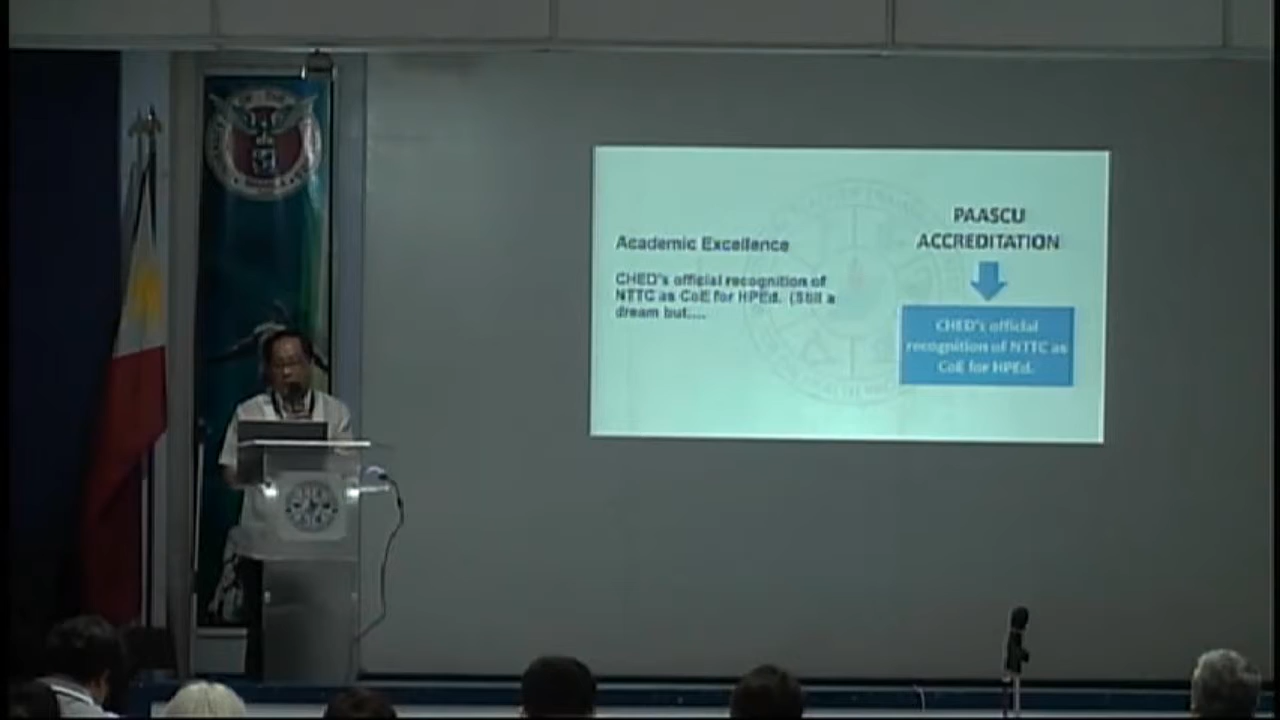 Academic Excellence
CHED's official recognition of
NTTC as CoE for HPEd. (Still a
dream but....
PAASCU
ACCREDITATION
CHED's official
recognition of NTTC as
CoE for HPEd.